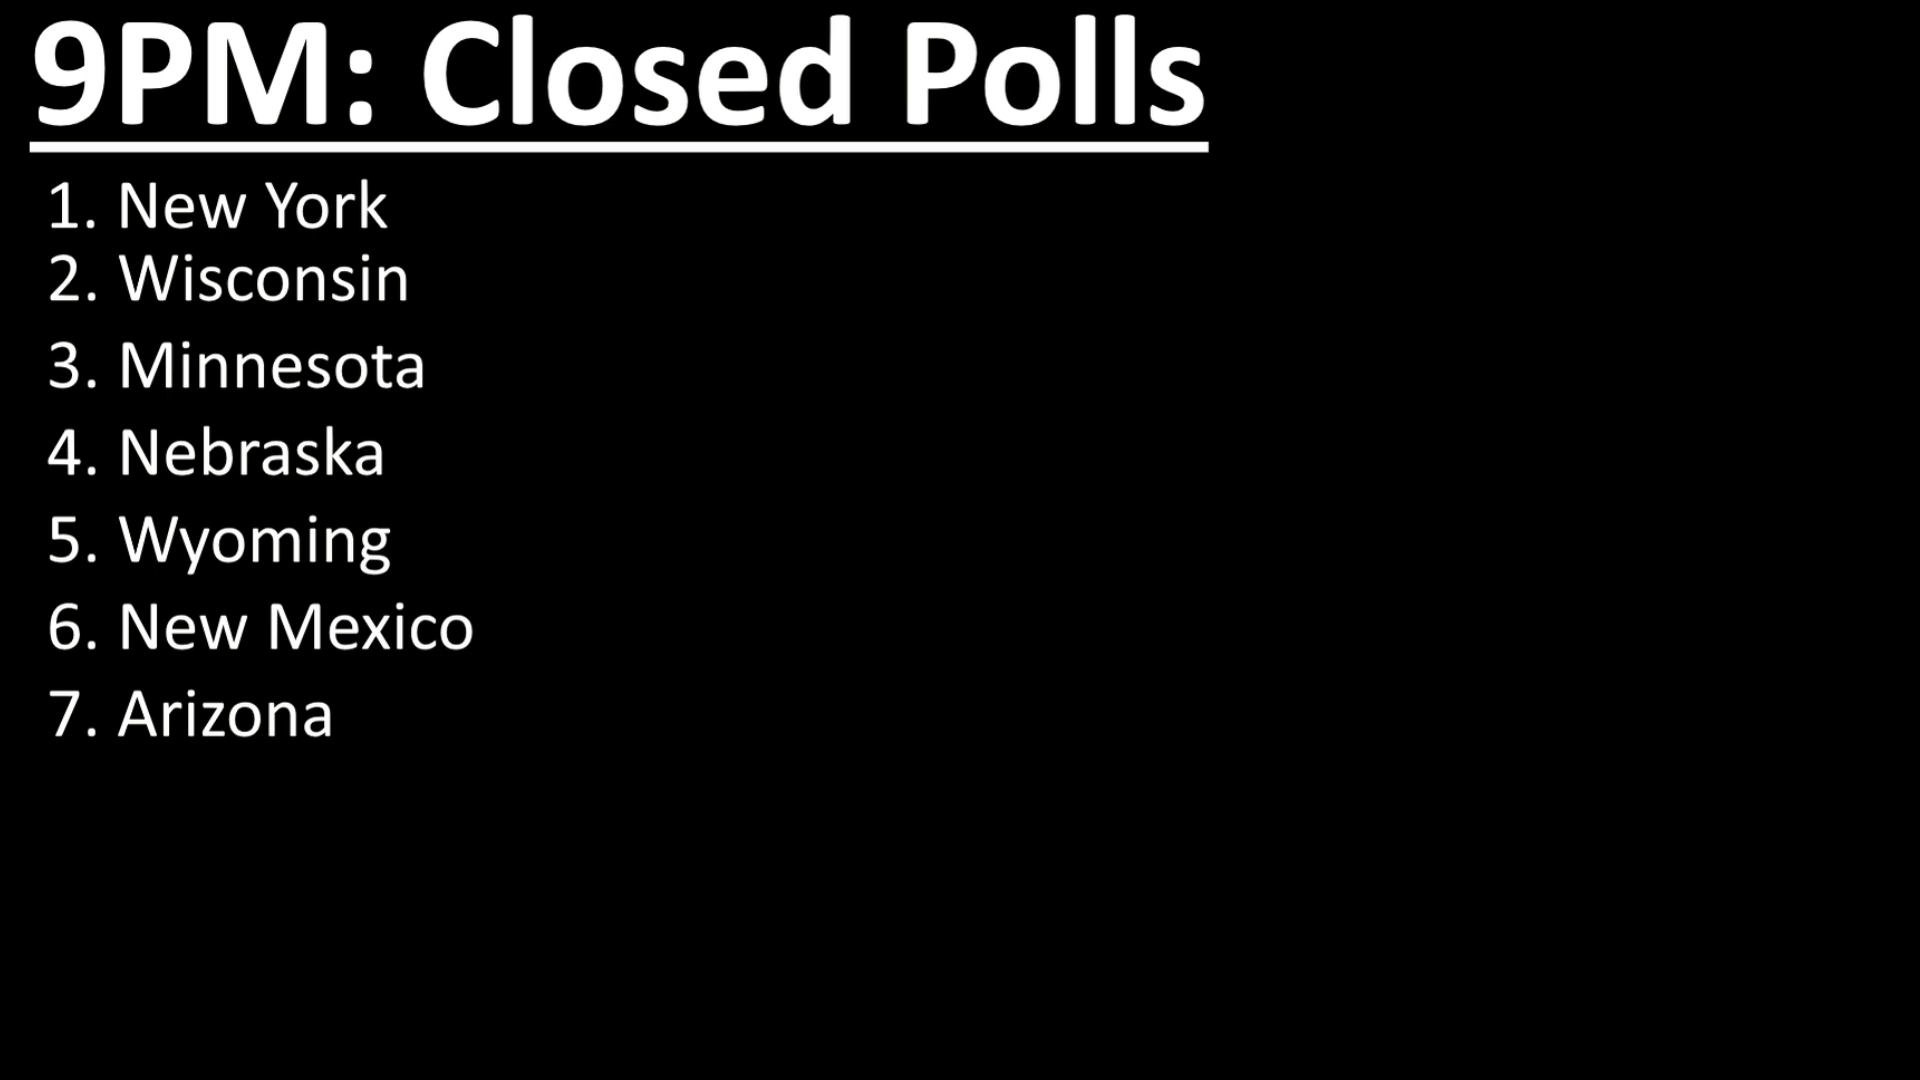 9PM: Closed Polls
1. New York
2. Wisconsin
3. Minnesota
4. Nebraska
5. Wyoming
6. New Mexico
7. Arizona